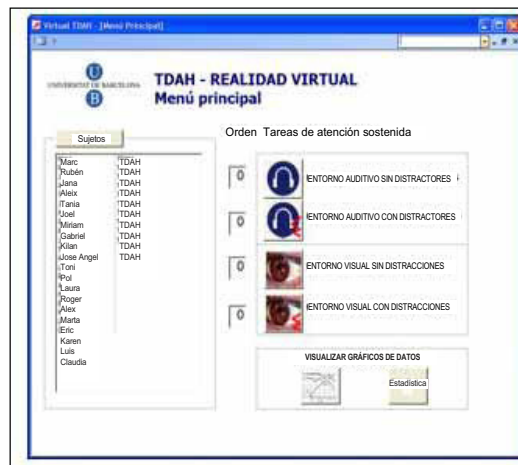 Virtual TDAH - [Menú Principal]
UNIVERSITAT DE BARCELONA
U
B
TDAH - REALIDAD VIRTUAL
Menú principal
Sujetos
Marc TDAH
Rubén TDAH
Jana TDAH
Aleix TDAH
Tania TDAH
Joel TDAH
Miriam TDAH
Gabriel TDAH
Kilan TDAH
Jose Angel TDAH
Toni
Pol
Laura
Roger
Alex
Marta
Eric
Karen
Luis
Claudia
Orden Tareas de atención sostenida
0 ENTORNO AUDITIVO SIN DISTRACTORES
0 ENTORNO AUDITIVO CON DISTRACTORES
0 ENTORNO VISUAL SIN DISTRACCIONES
0 ENTORNO VISUAL CON DISTRACCIONES
VISUALIZAR GRÁFICOS DE DATOS
Estadística